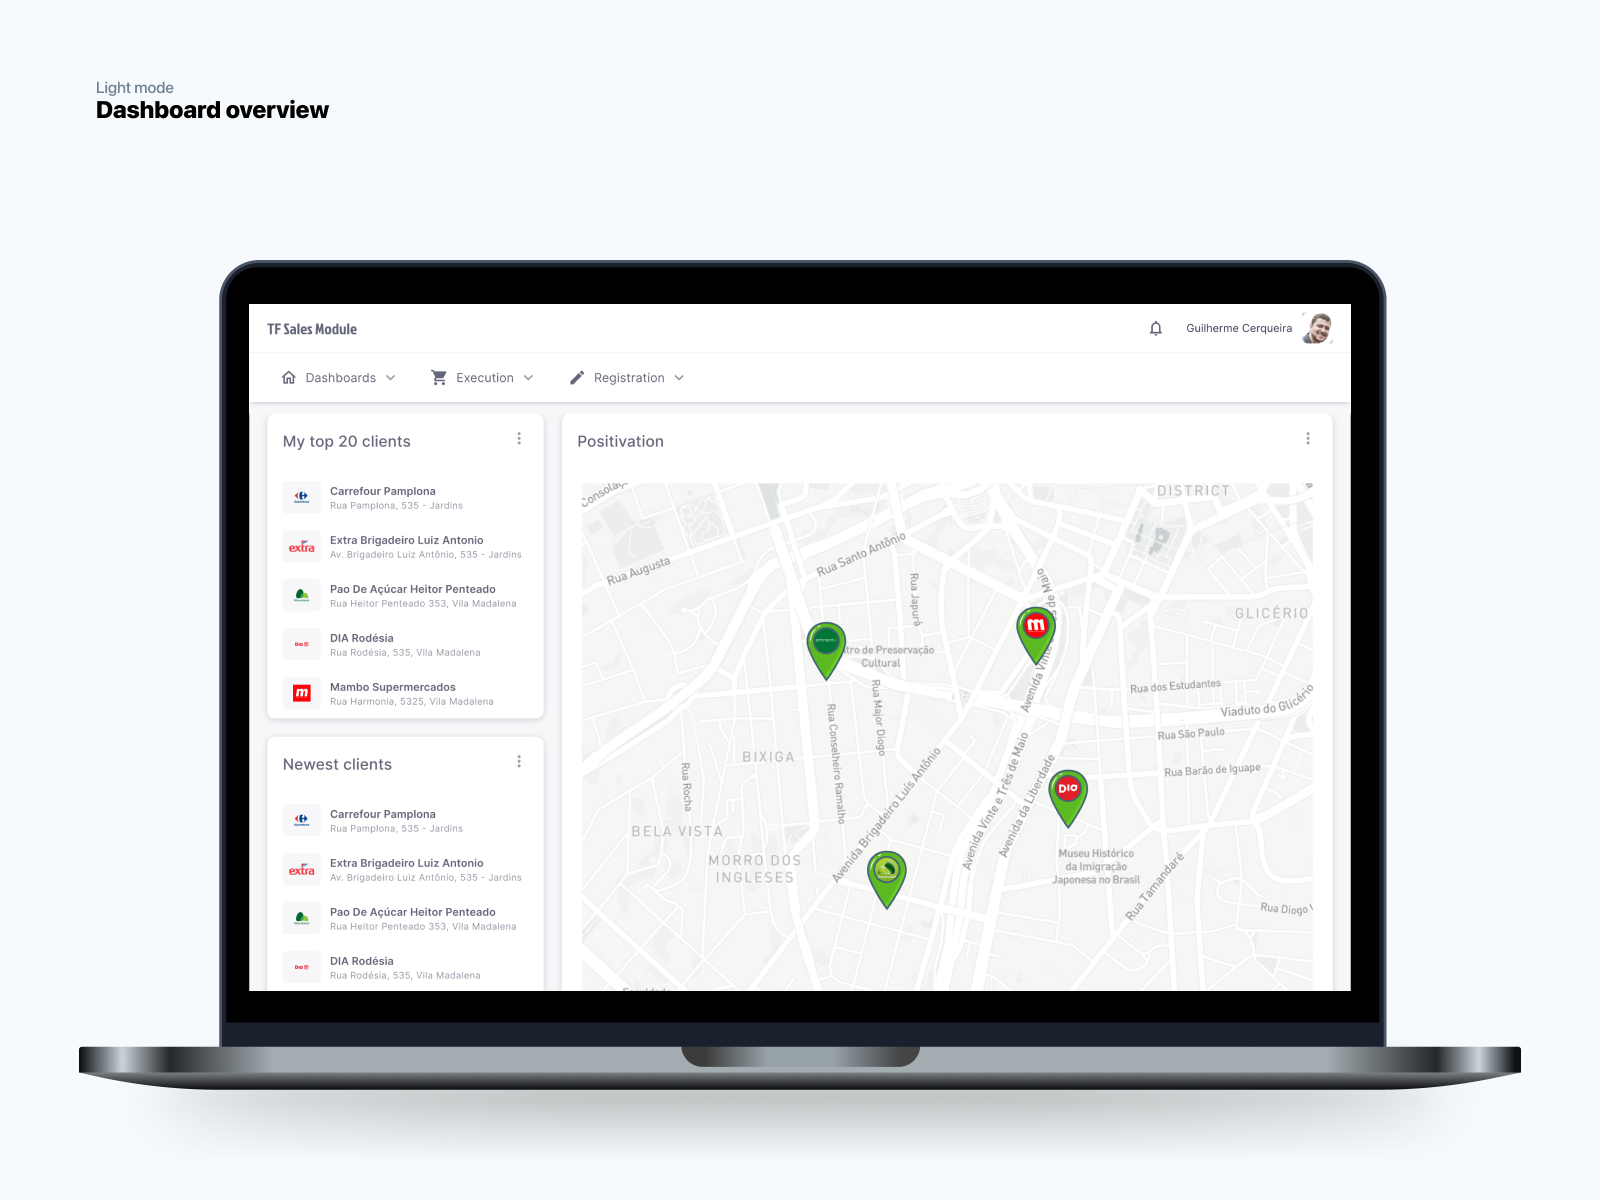 Light mode
Dashboard overview
TF Sales Module
Guilherme Cerqueira
Dashboards
Execution
Registration
My top 20 clients
Carrefour Pamplona
Rua Pamplona, 535 - Jardins
extra
Extra Brigadeiro Luiz Antonio
Av. Brigadeiro Luiz Antônio, 535 - Jardins
Pao De Açúcar Heitor Penteado
Rua Heitor Penteado 353, Vila Madalena
DIA Rodésia
Rua Rodésia, 535, Vila Madalena
m
Mambo Supermercados
Rua Harmonia, 5325, Vila Madalena
Newest clients
Carrefour Pamplona
Rua Pamplona, 535 - Jardins
extra
Extra Brigadeiro Luiz Antonio
Av. Brigadeiro Luiz Antônio, 535 - Jardins
Pao De Açúcar Heitor Penteado
Rua Heitor Penteado 353, Vila Madalena
DIA Rodésia
Rua Rodésia, 535, Vila Madalena
Positivation
DISTRICT
Rua Augusta
Rua Santo Antônio
Rua Japurá
de Maio
GLICÉRIO
m
tro de Preservação
Cultural
Avenida Vinte e
Rua dos Estudantes
Viaduto do Glicério
Rua Major Diogo
Rua Conselheiro Ramalho
Rua São Paulo
BIXIGA
Rua Rocha
Avenida Brigadeiro Luís Antônio
Avenida Vinte e Três de Maio
Avenida da Liberdade
Rua Barão de Iguape
DIA
BELA VISTA
MORRO DOS
INGLESES
Museu Histórico
da Imigração
Japonesa no Brasil
Rua Tamandaré
Rua Diogo